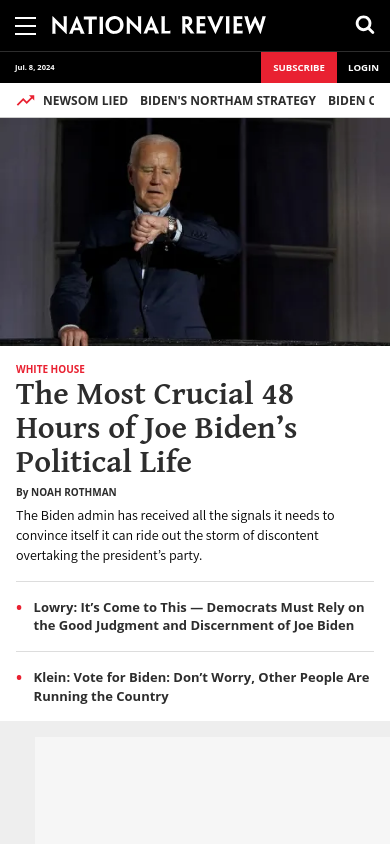 NATIONAL REVIEW
Jul. 8, 2024
SUBSCRIBE
LOGIN
NEWSOM LIED BIDEN'S NORTHAM STRATEGY BIDEN C
WHITE HOUSE
The Most Crucial 48
Hours of Joe Biden’s
Political Life
By NOAH ROTHMAN
The Biden admin has received all the signals it needs to
convince itself it can ride out the storm of discontent
overtaking the president’s party.
Lowry: It’s Come to This — Democrats Must Rely on
the Good Judgment and Discernment of Joe Biden
Klein: Vote for Biden: Don’t Worry, Other People Are
Running the Country